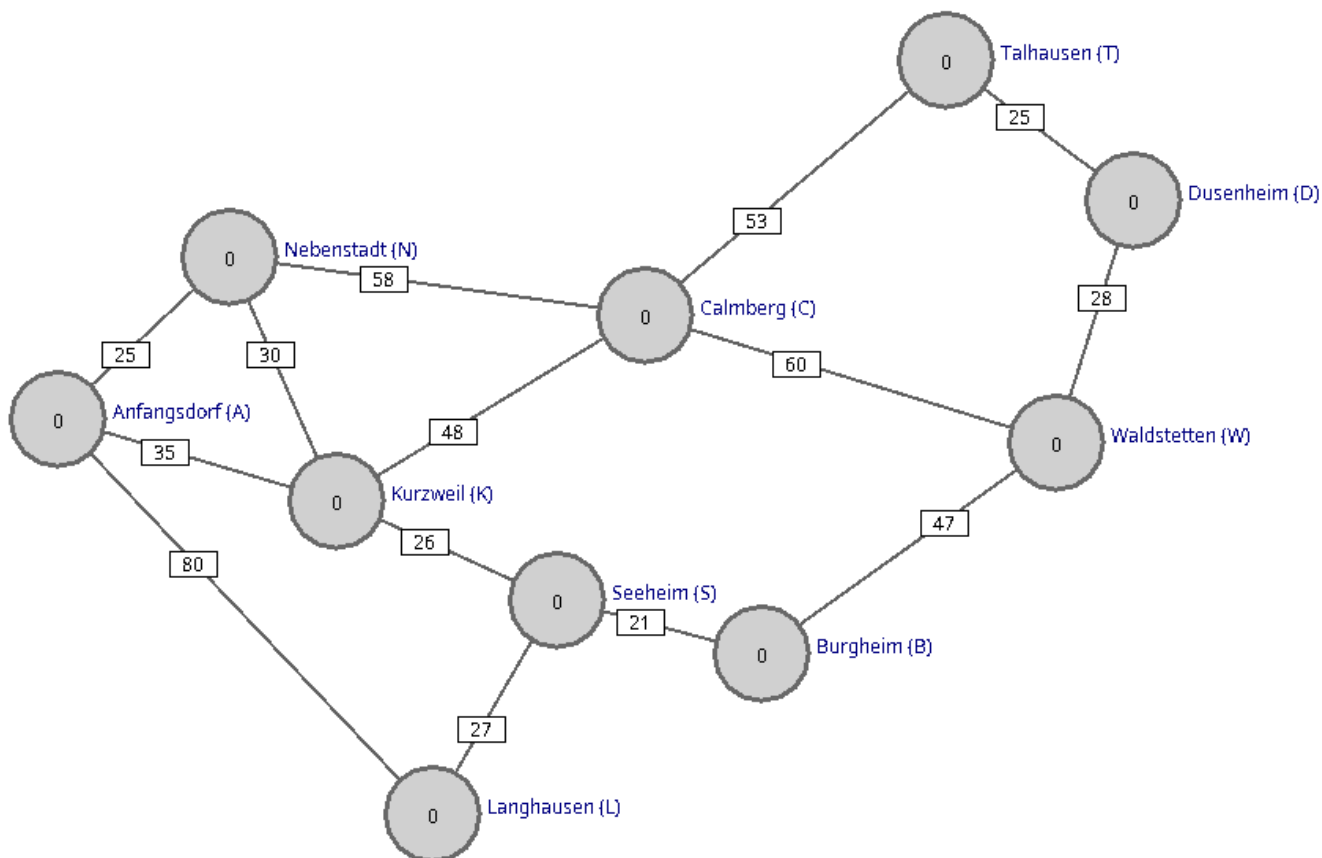 Talhausen (T)
0
25
Dusenheim (D)
0
53
Nebenstadt (N)
0
58
28
Calmberg (C)
0
25
30
60
Anfangsdorf (A)
0
35
48
Waldstetten (W)
0
Kurzweil (K)
0
47
26
80
Seeheim (S)
0
21
Burgheim (B)
0
27
Langhausen (L)
0